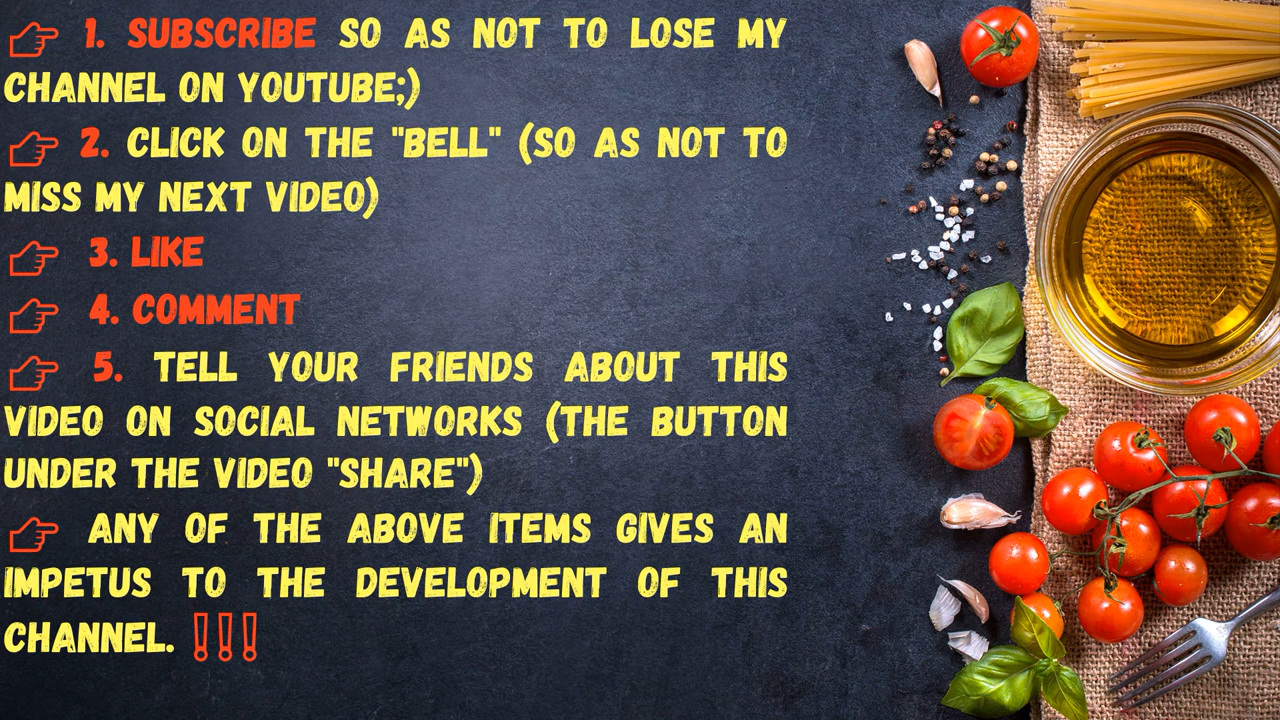 👉 1. SUBSCRIBE SO AS NOT TO LOSE MY
CHANNEL ON YOUTUBE;)
👉 2. CLICK ON THE "BELL" (SO AS NOT TO
MISS MY NEXT VIDEO)
👉 3. LIKE
👉 4. COMMENT
👉 5. TELL YOUR FRIENDS ABOUT THIS
VIDEO ON SOCIAL NETWORKS (THE BUTTON
UNDER THE VIDEO "SHARE")
👉 ANY OF THE ABOVE ITEMS GIVES AN
IMPETUS TO THE DEVELOPMENT OF THIS
CHANNEL. !!!